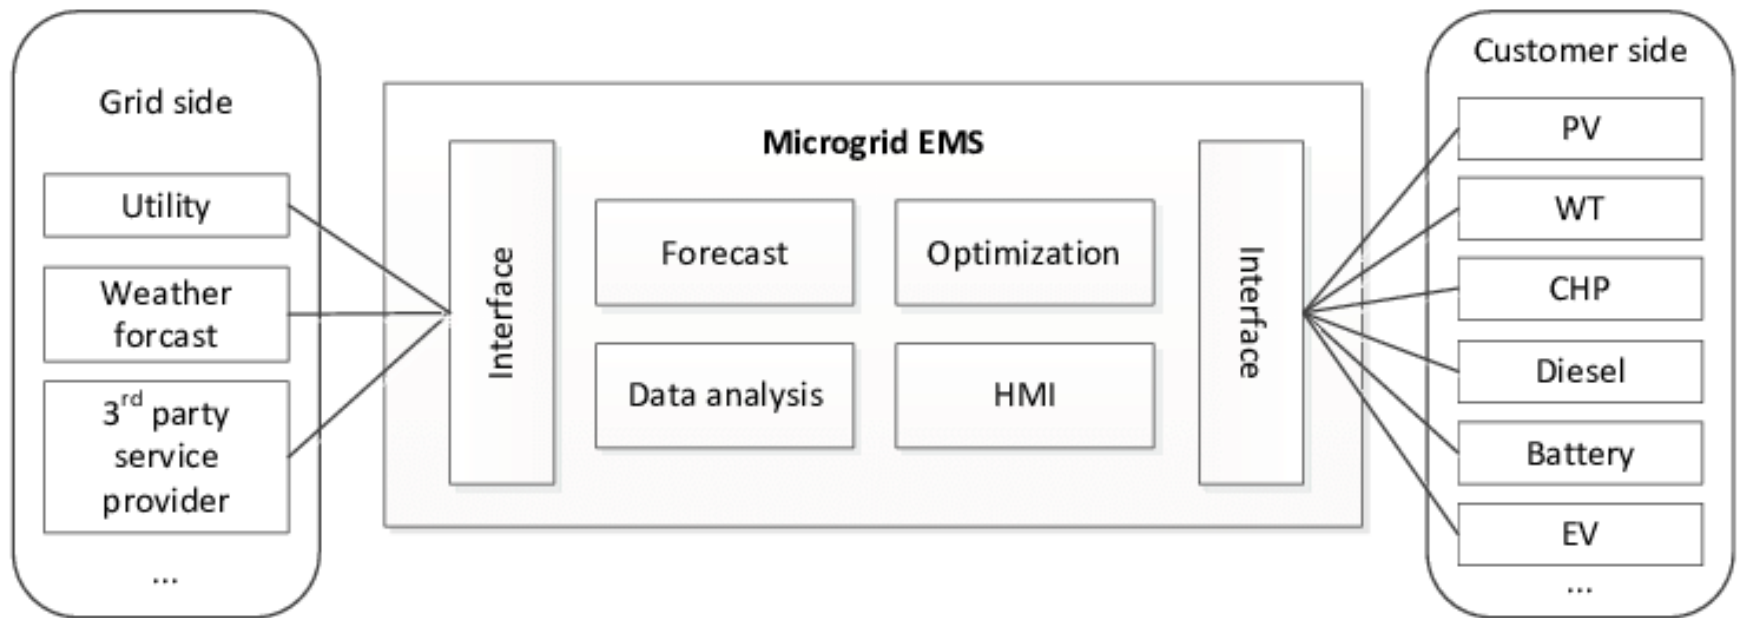 Grid side
Utility
Weather
forcast
3rd party
service
provider
...
Microgrid EMS
Interface
Forecast
Optimization
Data analysis
HMI
Interface
Customer side
PV
WT
CHP
Diesel
Battery
EV
...